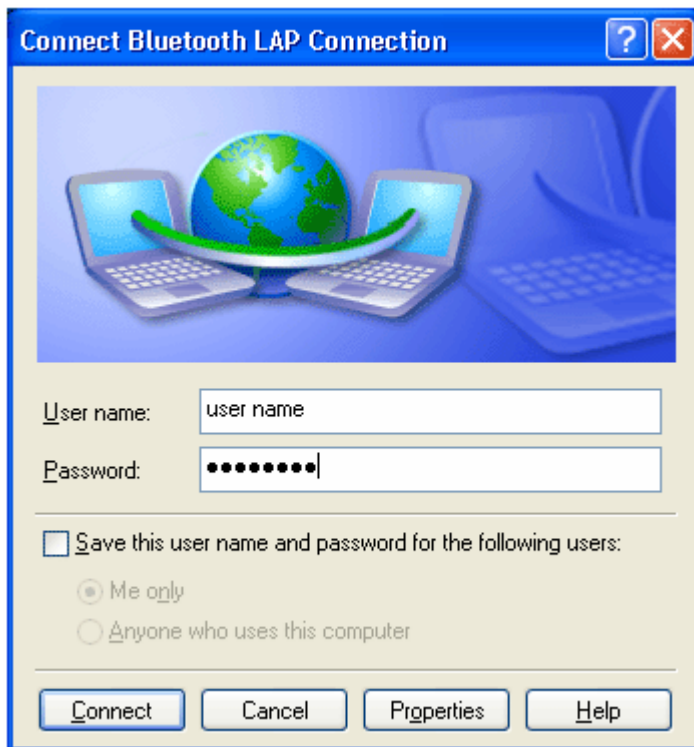 Connect Bluetooth LAP Connection
?
User name: user name
Password: ••••••••
Save this user name and password for the following users:
Me only
Anyone who uses this computer
Connect Cancel Properties Help